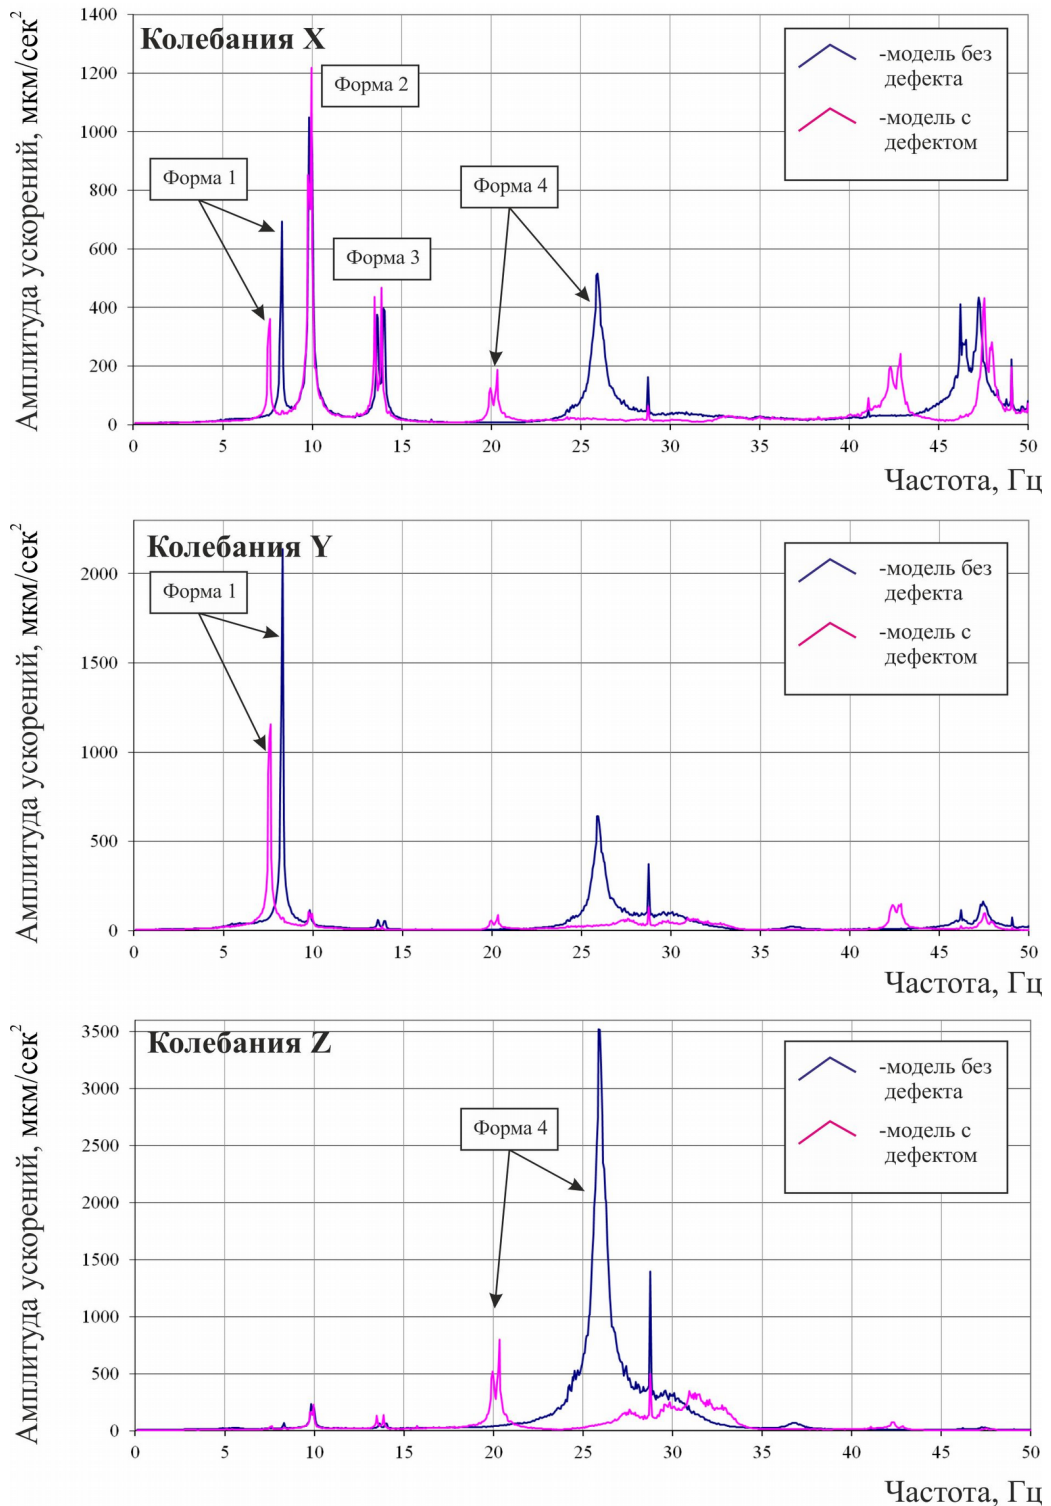 Колебания X
Амплитуда ускорений, мкм/сек²
1400
1200
1000
800
600
400
200
0
Форма 1
Форма 2
Форма 3
Форма 4
-модель без
дефекта
-модель с
дефектом
0 5 10 15 20 25 30 35 40 45 50
Частота, Гц
Колебания Y
Амплитуда ускорений, мкм/сек²
2000
1500
1000
500
0
Форма 1
-модель без
дефекта
-модель с
дефектом
0 5 10 15 20 25 30 35 40 45 50
Частота, Гц
Колебания Z
Амплитуда ускорений, мкм/сек²
3500
3000
2500
2000
1500
1000
500
0
Форма 4
-модель без
дефекта
-модель с
дефектом
0 5 10 15 20 25 30 35 40 45 50
Частота, Гц